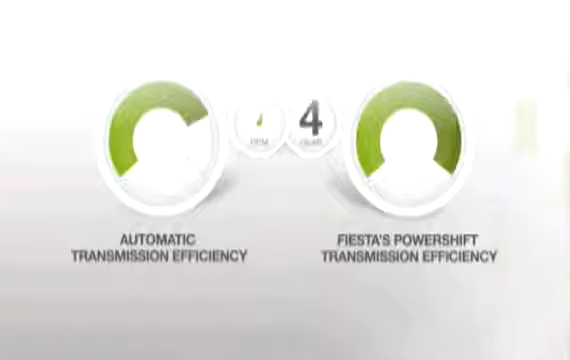 4
AUTOMATIC
TRANSMISSION EFFICIENCY
FIESTA'S POWERSHIFT
TRANSMISSION EFFICIENCY